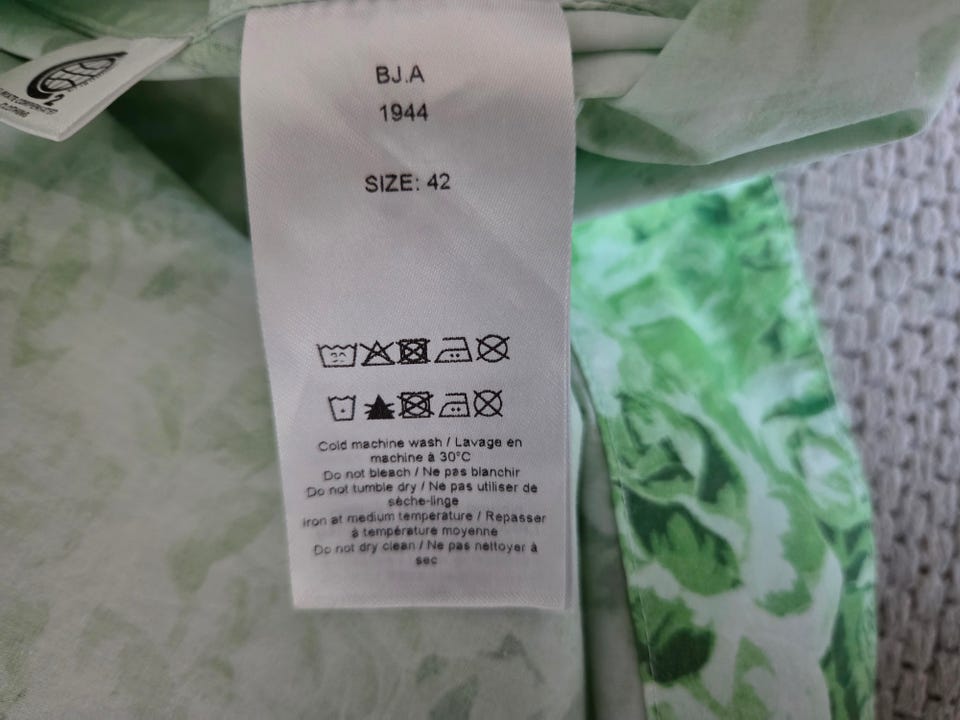 BJ.A
1944
SIZE: 42
Cold machine wash / Lavage en
machine à 30°C
Do not bleach / Ne pas blanchir
Do not tumble dry / Ne pas utiliser de
sèche-linge
Iron at medium temperature / Repasser
à température moyenne
Do not dry clean / Ne pas nettoyer à
sec
2
CLOTHING